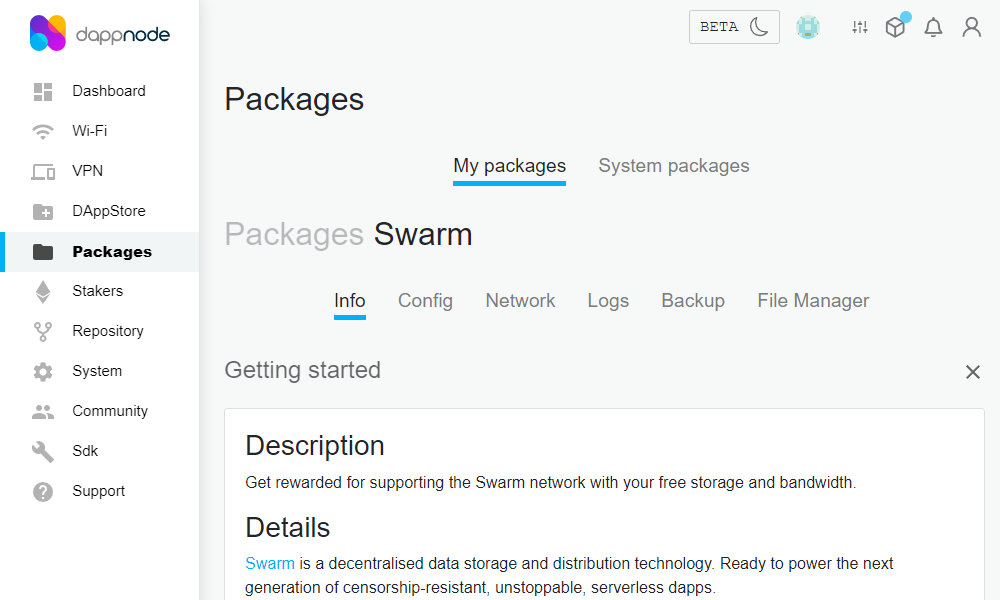 dappnode
BETA
Dashboard
Wi-Fi
VPN
DAppStore
Packages
Stakers
Repository
System
Community
Sdk
Support
Packages
My packages System packages
Packages Swarm
Info Config Network Logs Backup File Manager
Getting started
Description
Get rewarded for supporting the Swarm network with your free storage and bandwidth.
Details
Swarm is a decentralised data storage and distribution technology. Ready to power the next
generation of censorship-resistant, unstoppable, serverless dapps.